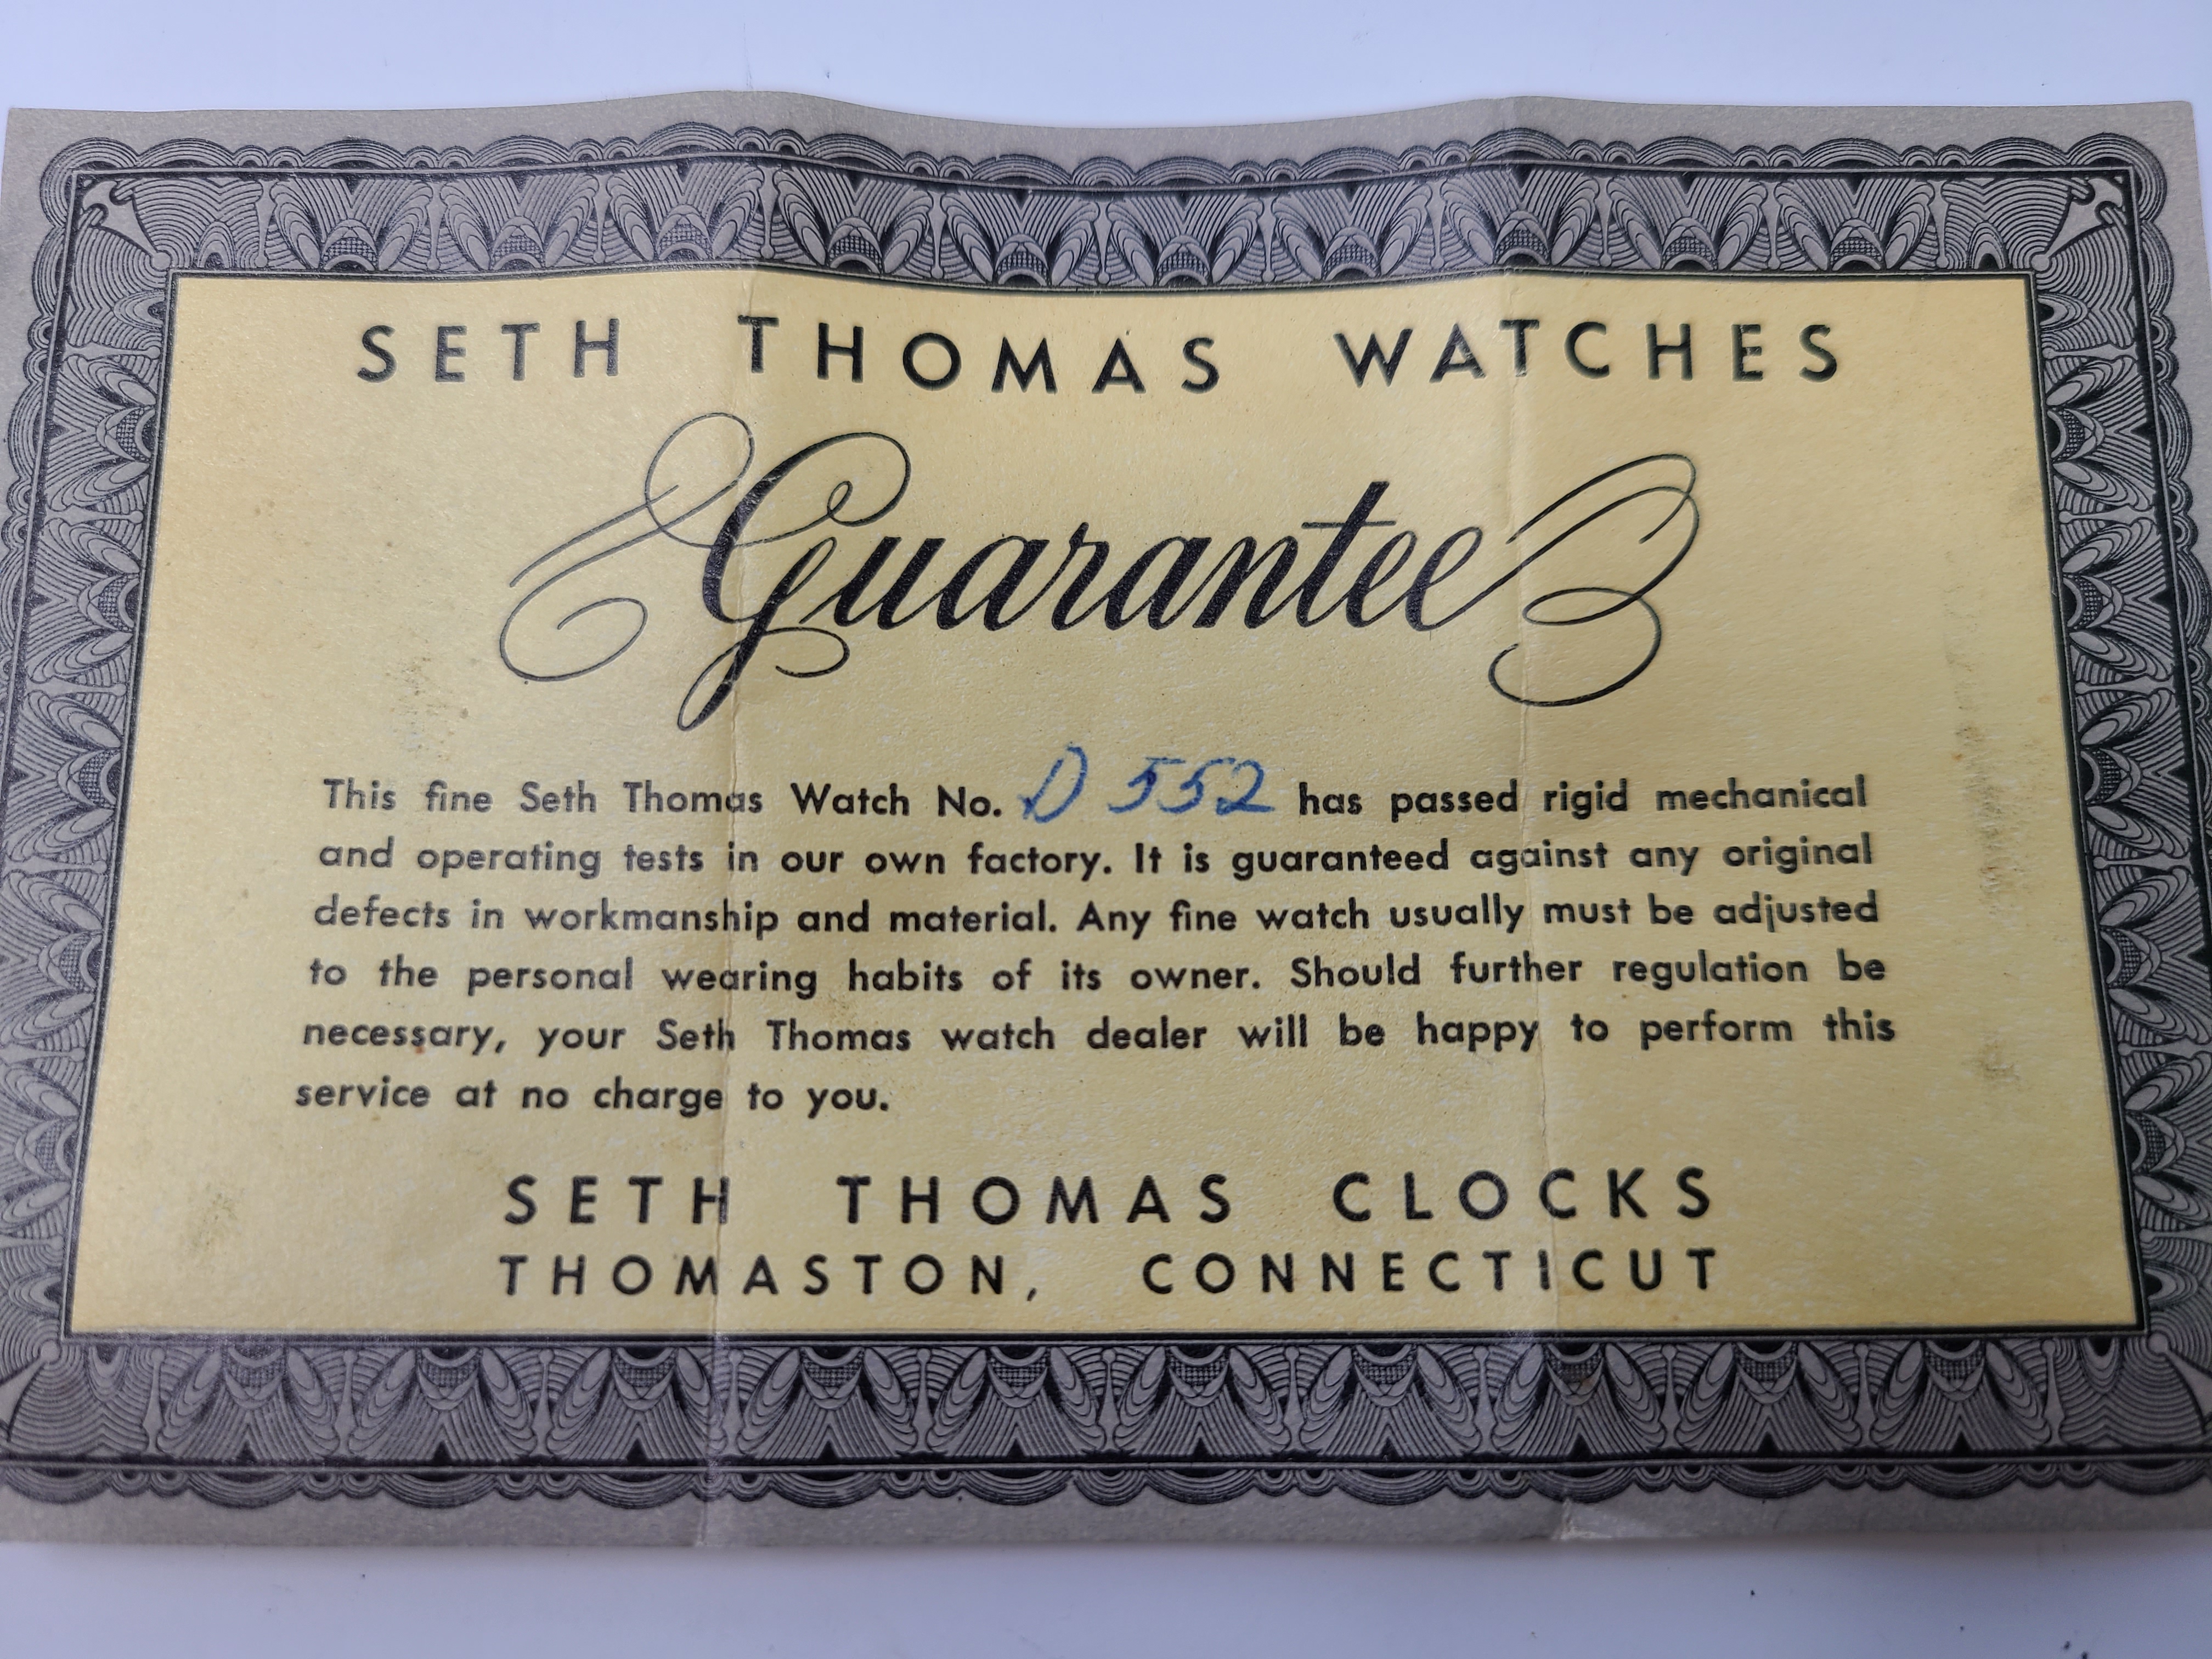 SETH THOMAS WATCHES
Guarantee
This fine Seth Thomas Watch No. D 552 has passed rigid mechanical
and operating tests in our own factory. It is guaranteed against any original
defects in workmanship and material. Any fine watch usually must be adjusted
to the personal wearing habits of its owner. Should further regulation be
necessary, your Seth Thomas watch dealer will be happy to perform this
service at no charge to you.
SETH THOMAS CLOCKS
THOMASTON, CONNECTICUT